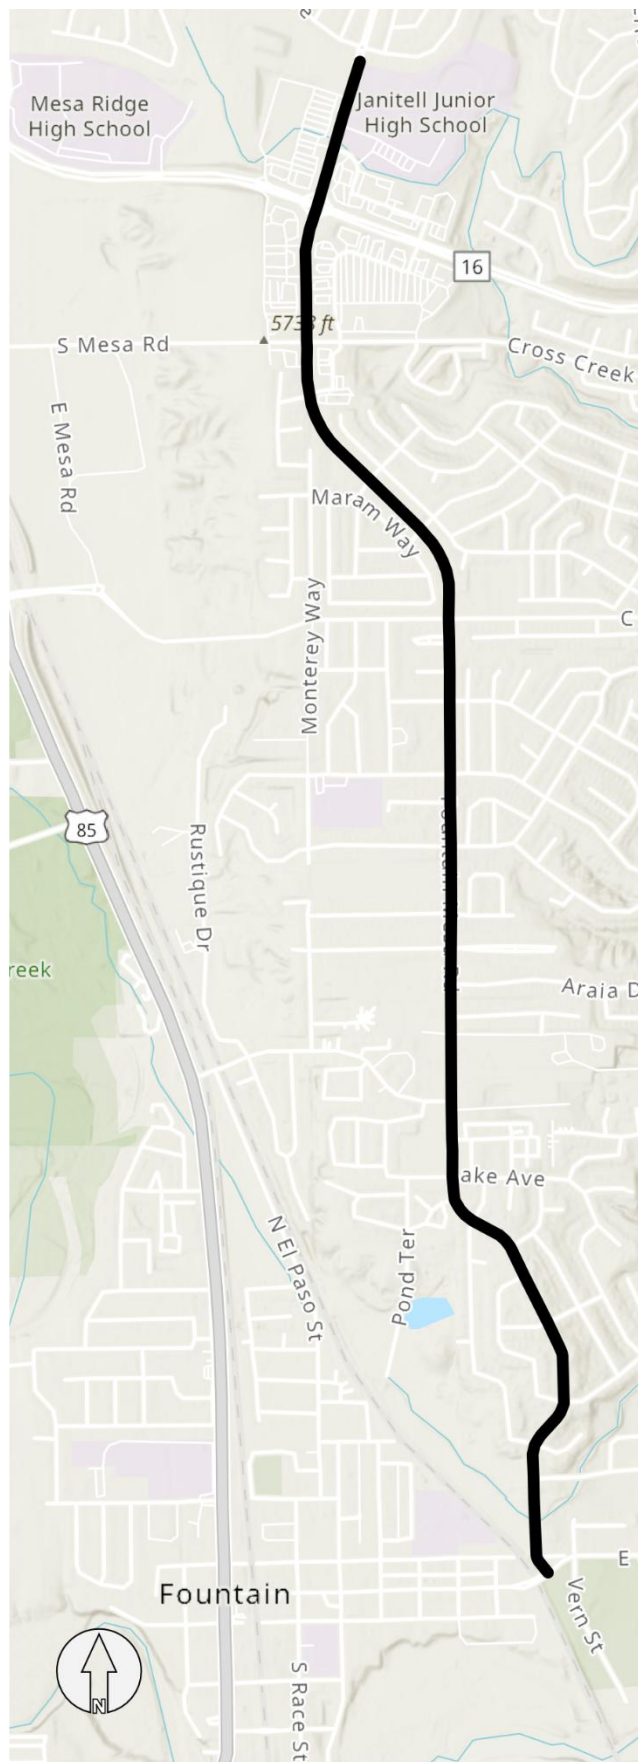 Mesa Ridge
High School
Janitell Junior
High School
16
5738 ft
S Mesa Rd
Cross Creek
E Mesa Rd
Maram Way
Monterey Way
C
85
Rustique Dr
reek
Araia D
ake Ave
Pond Ter
N El Paso St
E
Fountain
Vern St
N
S Race St